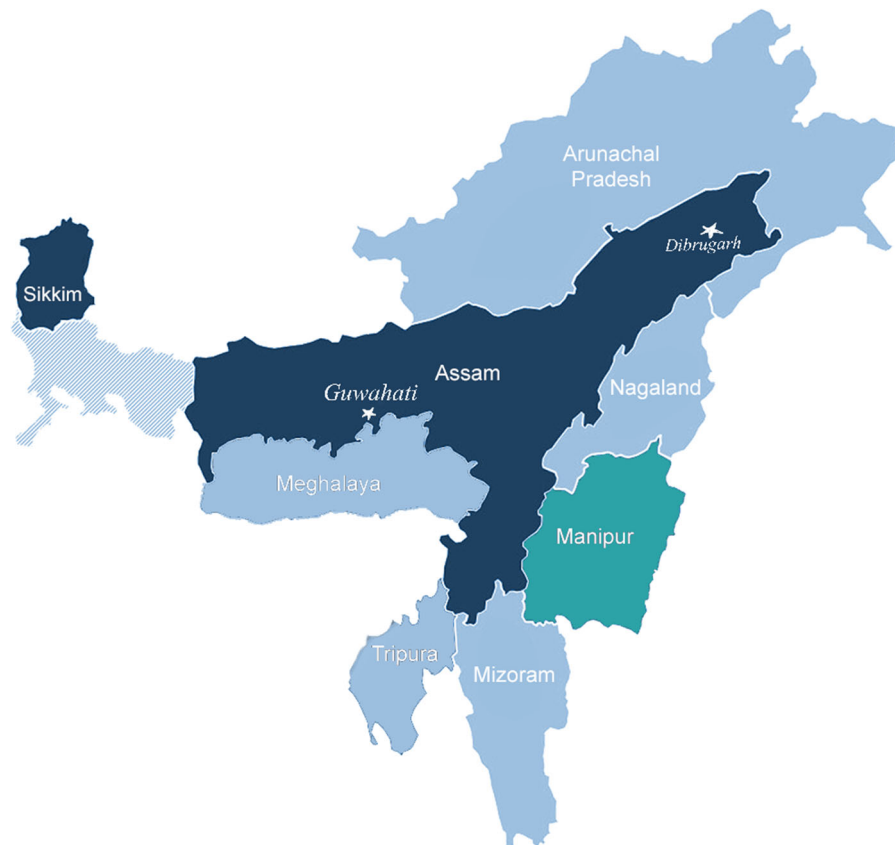 Arunachal
Pradesh
Dibrugarh
Sikkim
Assam
Guwahati
Nagaland
Meghalaya
Manipur
Tripura
Mizoram